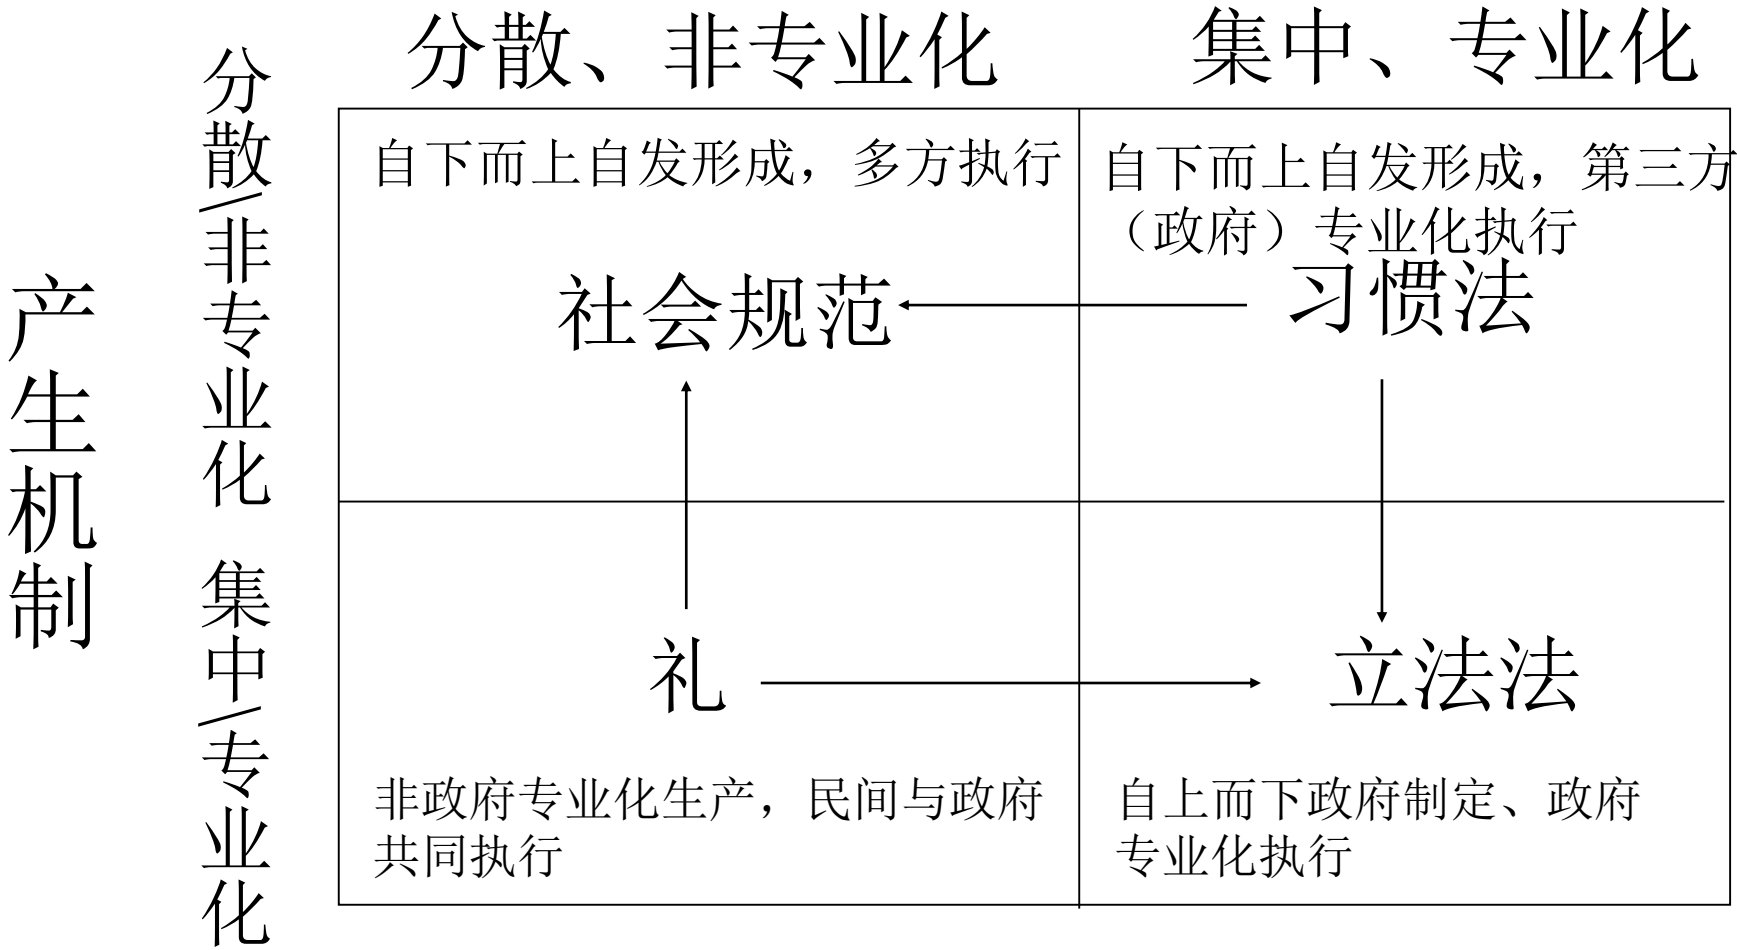 分散、非专业化
集中、专业化
产生机制
分散/非专业化
集中/专业化
自下而上自发形成，多方执行
社会规范
自下而上自发形成，第三方
（政府）专业化执行
习惯法
礼
非政府专业化生产，民间与政府
共同执行
立法法
自上而下政府制定、政府
专业化执行